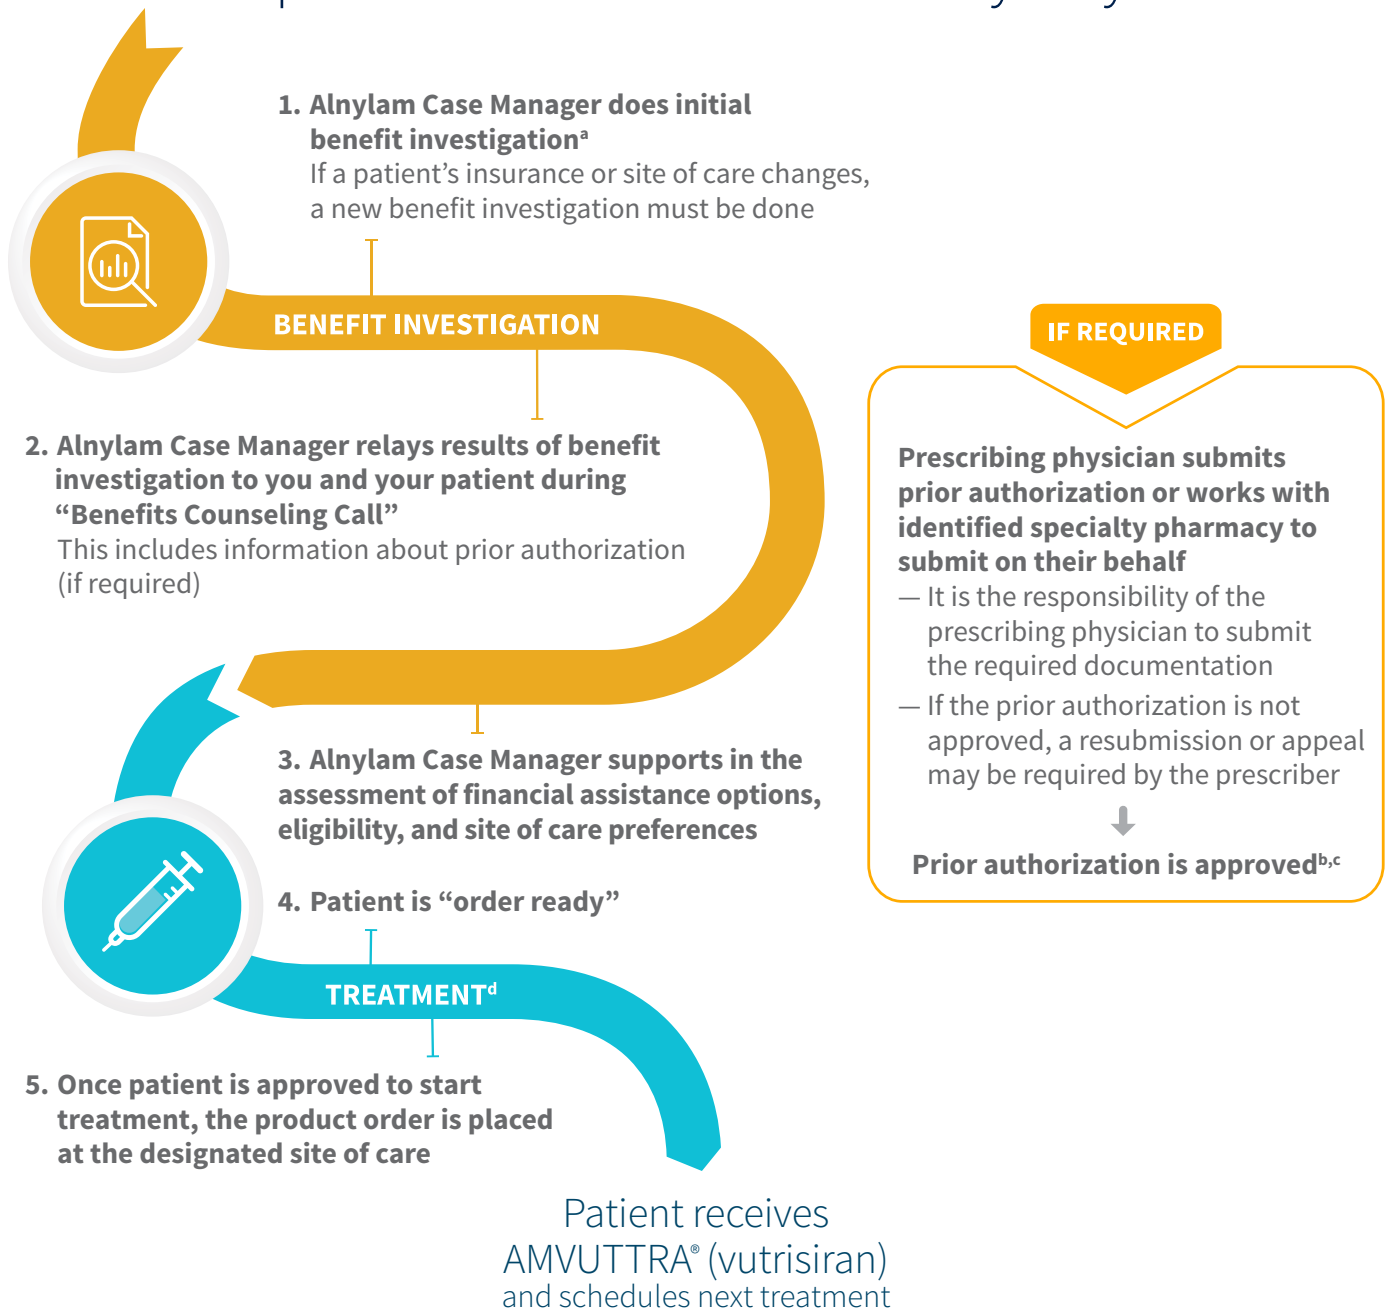 1. Alnylam Case Manager does initial
benefit investigationᵃ
If a patient’s insurance or site of care changes,
a new benefit investigation must be done
BENEFIT INVESTIGATION
2. Alnylam Case Manager relays results of benefit
investigation to you and your patient during
“Benefits Counseling Call”
This includes information about prior authorization
(if required)
IF REQUIRED
Prescribing physician submits
prior authorization or works with
identified specialty pharmacy to
submit on their behalf
— It is the responsibility of the
prescribing physician to submit
the required documentation
— If the prior authorization is not
approved, a resubmission or appeal
may be required by the prescriber
Prior authorization is approvedᵇ,ᶜ
3. Alnylam Case Manager supports in the
assessment of financial assistance options,
eligibility, and site of care preferences
4. Patient is “order ready”
TREATMENTᵈ
5. Once patient is approved to start
treatment, the product order is placed
at the designated site of care
Patient receives
AMVUTTRA® (vutrisiran)
and schedules next treatment